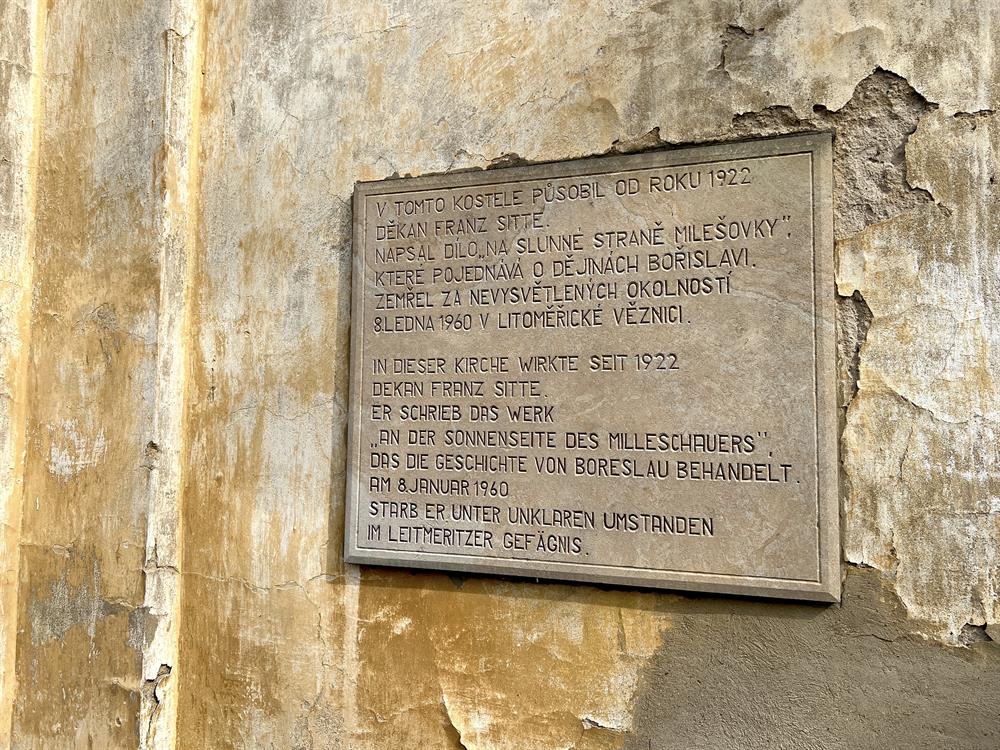 V TOMTO KOSTELE PŮSOBIL OD ROKU 1922
DĚKAN FRANZ SITTE.
NAPSAL DÍLO„NA SLUNNÉ STRANĚ MILEŠOVKY",
KTERÉ POJEDNÁVÁ O DĚJINÁCH BOŘISLAVI.
ZEMŘEL ZA NEVYSVĚTLENÝCH OKOLNOSTÍ
8.LEDNA 1960 V LITOMĚŘICKÉ VĚZNICI.
IN DIESER KIRCHE WIRKTE SEIT 1922
DEKAN FRANZ SITTE.
ER SCHRIEB DAS WERK
„AN DER SONNENSEITE DES MILLESCHAUERS",
DAS DIE GESCHICHTE VON BORESLAU BEHANDELT.
AM 8.JANUAR 1960
STARB ER UNTER UNKLAREN UMSTANDEN
IM LEITMERITZER GEFÄGNIS.